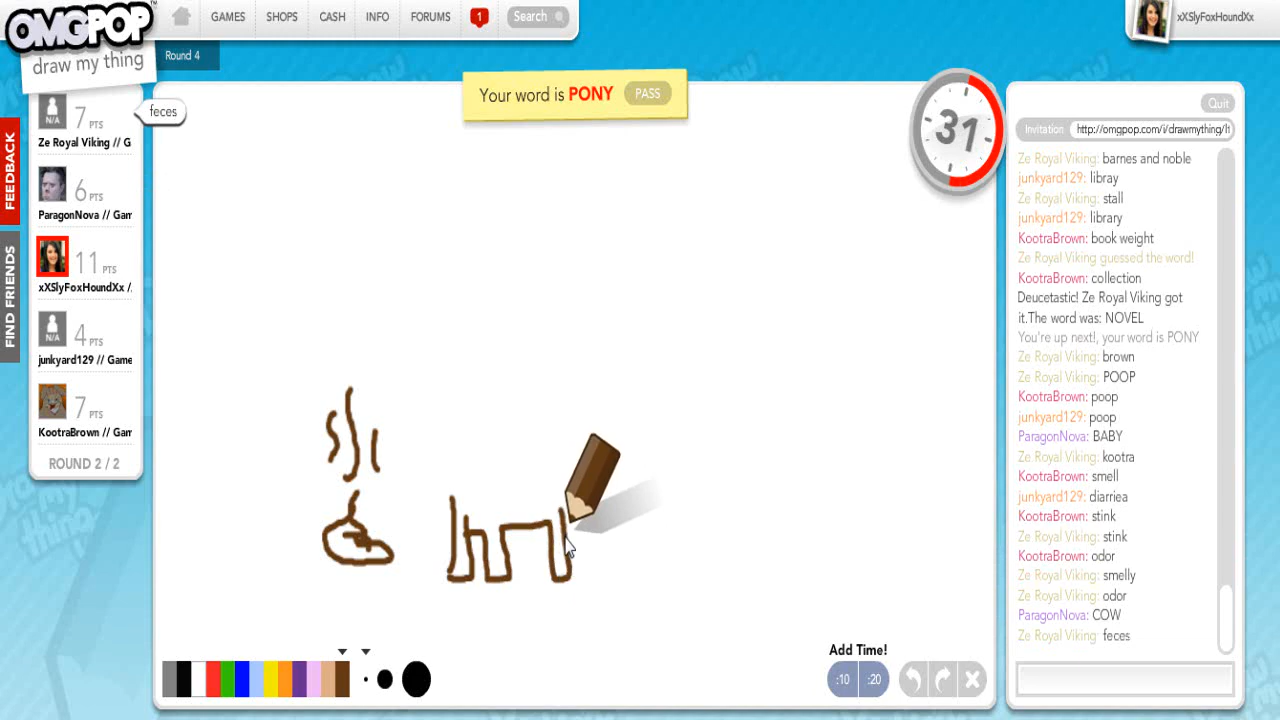 OMGPOP
GAMES
SHOPS
CASH
INFO
FORUMS
1
Search
xXSlyFoxHoundXx
draw my thing
Round 4
Your word is PONY
PASS
31
FEEDBACK
FIND FRIENDS
N/A
7 PTS
feces
Ze Royal Viking // G
6 PTS
ParagonNova // Gam
11 PTS
xXSlyFoxHoundXx /.
N/A
4 PTS
junkyard129 // Game
7 PTS
KootraBrown // Gam
ROUND 2 / 2
Add Time!
:10
:20
Quit
Invitation
Ze Royal Viking: barnes and noble
junkyard129: libray
Ze Royal Viking: stall
junkyard129: library
KootraBrown: book weight
Ze Royal Viking guessed the word!
KootraBrown: collection
Deucetastic! Ze Royal Viking got
it.The word was: NOVEL
You're up next!, your word is PONY
Ze Royal Viking: brown
Ze Royal Viking: POOP
KootraBrown: poop
junkyard129: poop
ParagonNova: BABY
Ze Royal Viking: kootra
KootraBrown: smell
junkyard129: diarriea
KootraBrown: stink
Ze Royal Viking: stink
KootraBrown: odor
Ze Royal Viking: smelly
Ze Royal Viking: odor
ParagonNova: COW
Ze Royal Viking: feces